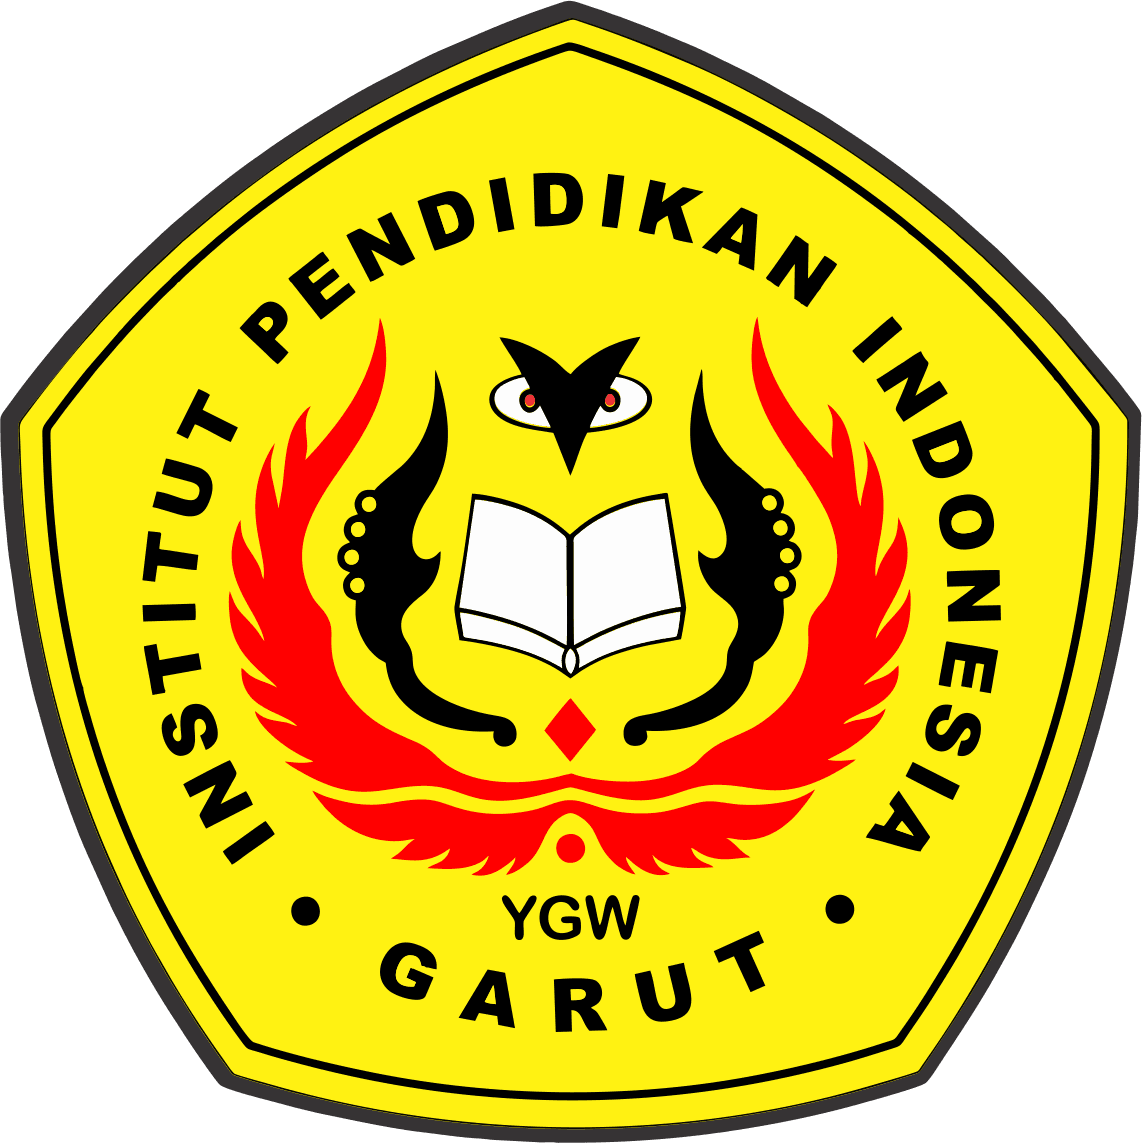 INSTITUT PENDIDIKAN INDONESIA
YGW
• GARUT •